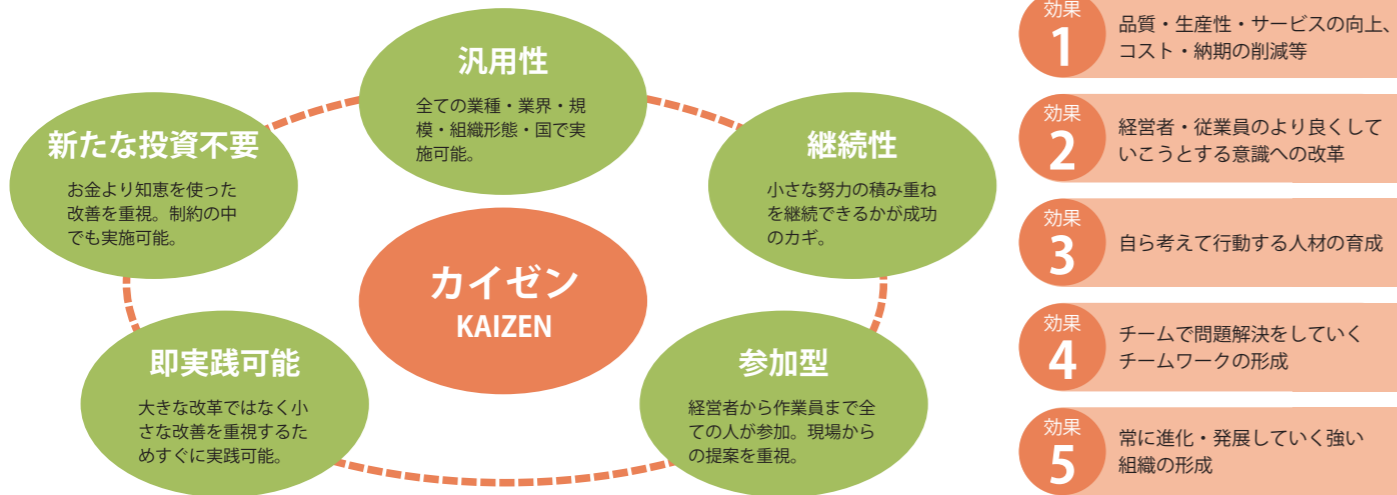 汎用性
全ての業種・業界・規
模・組織形態・国で実
施可能。
新たな投資不要
お金より知恵を使った
改善を重視。制約の中
でも実施可能。
継続性
小さな努力の積み重ね
を継続できるかが成功
のカギ。
カイゼン
KAIZEN
即実践可能
大きな改革ではなく小
さな改善を重視するた
めすぐに実践可能。
参加型
経営者から作業員まで全
ての人が参加。現場から
の提案を重視。
効果
1
品質・生産性・サービスの向上、
コスト・納期の削減等
効果
2
経営者・従業員のより良くして
いこうとする意識への改革
効果
3
自ら考えて行動する人材の育成
効果
4
チームで問題解決をしていく
チームワークの形成
効果
5
常に進化・発展していく強い
組織の形成